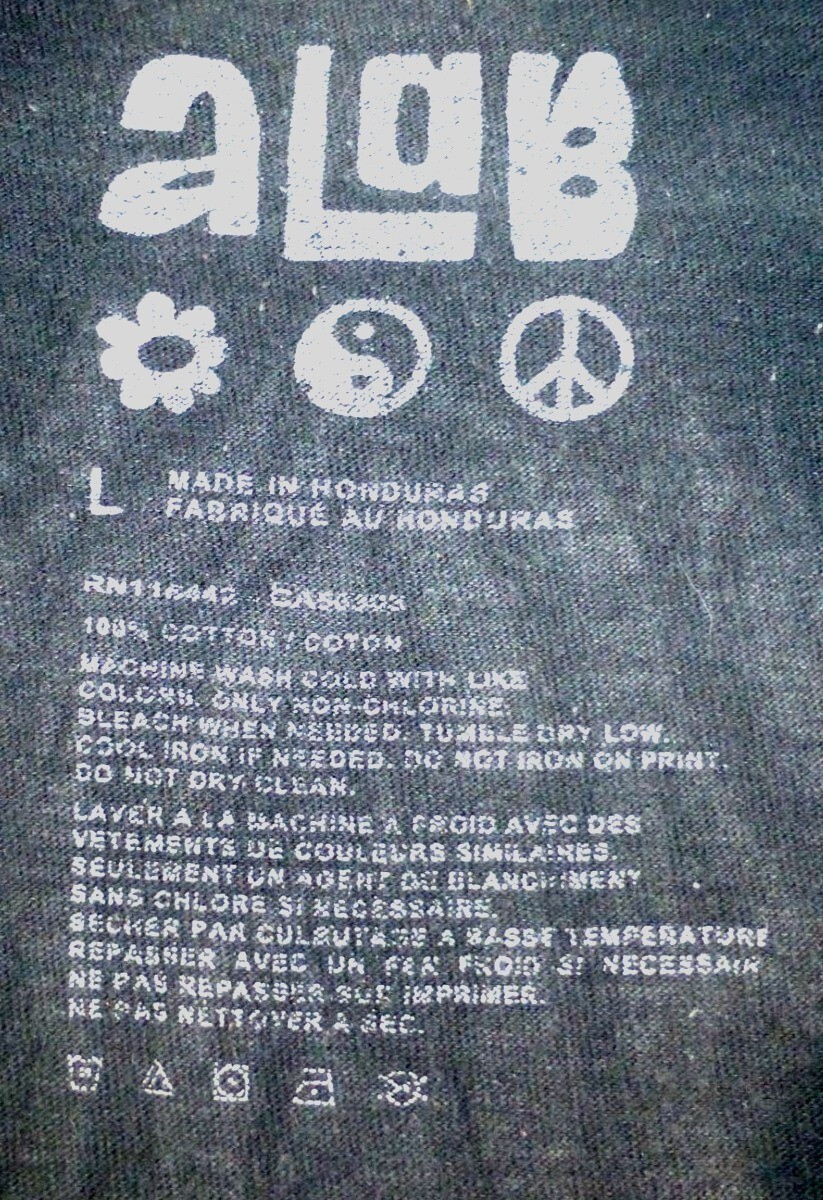 aLaB
L
MADE IN HONDURAS
FABRIQUE AU HONDURAS
RN116442
100% COTTON / COTON
MACHINE WASH COLD WITH LIKE
COLORS. ONLY NON-CHLORINE
BLEACH WHEN NEEDED. TUMBLE DRY LOW.
COOL IRON IF NEEDED. DO NOT IRON ON PRINT.
DO NOT DRY CLEAN.
LAVER A LA MACHINE A FROID AVEC DES
VETEMENTS DE COULEURS SIMILAIRES.
SEULEMENT UN AGENT DE BLANCHIMENT
SANS CHLORE SI NECESSAIRE.
SECHER PAR CULBUTAGE A BASSE TEMPERATURE
REPASSER AVEC UN FER FROID SI NECESSAIR
NE PAS REPASSER SUR IMPRIMER.
NE PAS NETTOYER A SEC.